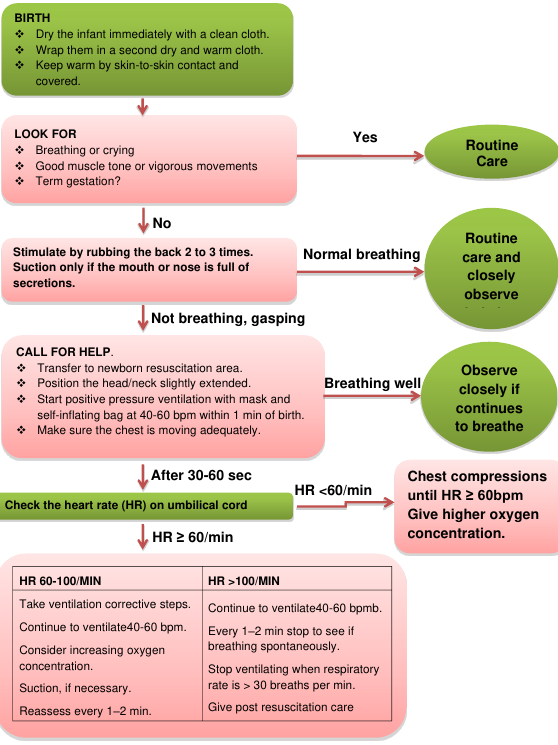 BIRTH
❖ Dry the infant immediately with a clean cloth.
❖ Wrap them in a second dry and warm cloth.
❖ Keep warm by skin-to-skin contact and
covered.
LOOK FOR
❖ Breathing or crying
❖ Good muscle tone or vigorous movements
❖ Term gestation?
Yes
Routine
Care
No
Stimulate by rubbing the back 2 to 3 times.
Suction only if the mouth or nose is full of
secretions.
Normal breathing
Routine
care and
closely
observe
Not breathing, gasping
CALL FOR HELP.
❖ Transfer to newborn resuscitation area.
❖ Position the head/neck slightly extended.
❖ Start positive pressure ventilation with mask and
self-inflating bag at 40-60 bpm within 1 min of birth.
❖ Make sure the chest is moving adequately.
Breathing well
Observe
closely if
continues
to breathe
After 30-60 sec
Check the heart rate (HR) on umbilical cord
HR <60/min
Chest compressions
until HR ≥ 60bpm
Give higher oxygen
concentration.
HR ≥ 60/min
HR 60-100/MIN
Take ventilation corrective steps.
Continue to ventilate40-60 bpm.
Consider increasing oxygen
concentration.
Suction, if necessary.
Reassess every 1–2 min.
HR >100/MIN
Continue to ventilate40-60 bpmb.
Every 1–2 min stop to see if
breathing spontaneously.
Stop ventilating when respiratory
rate is > 30 breaths per min.
Give post resuscitation care